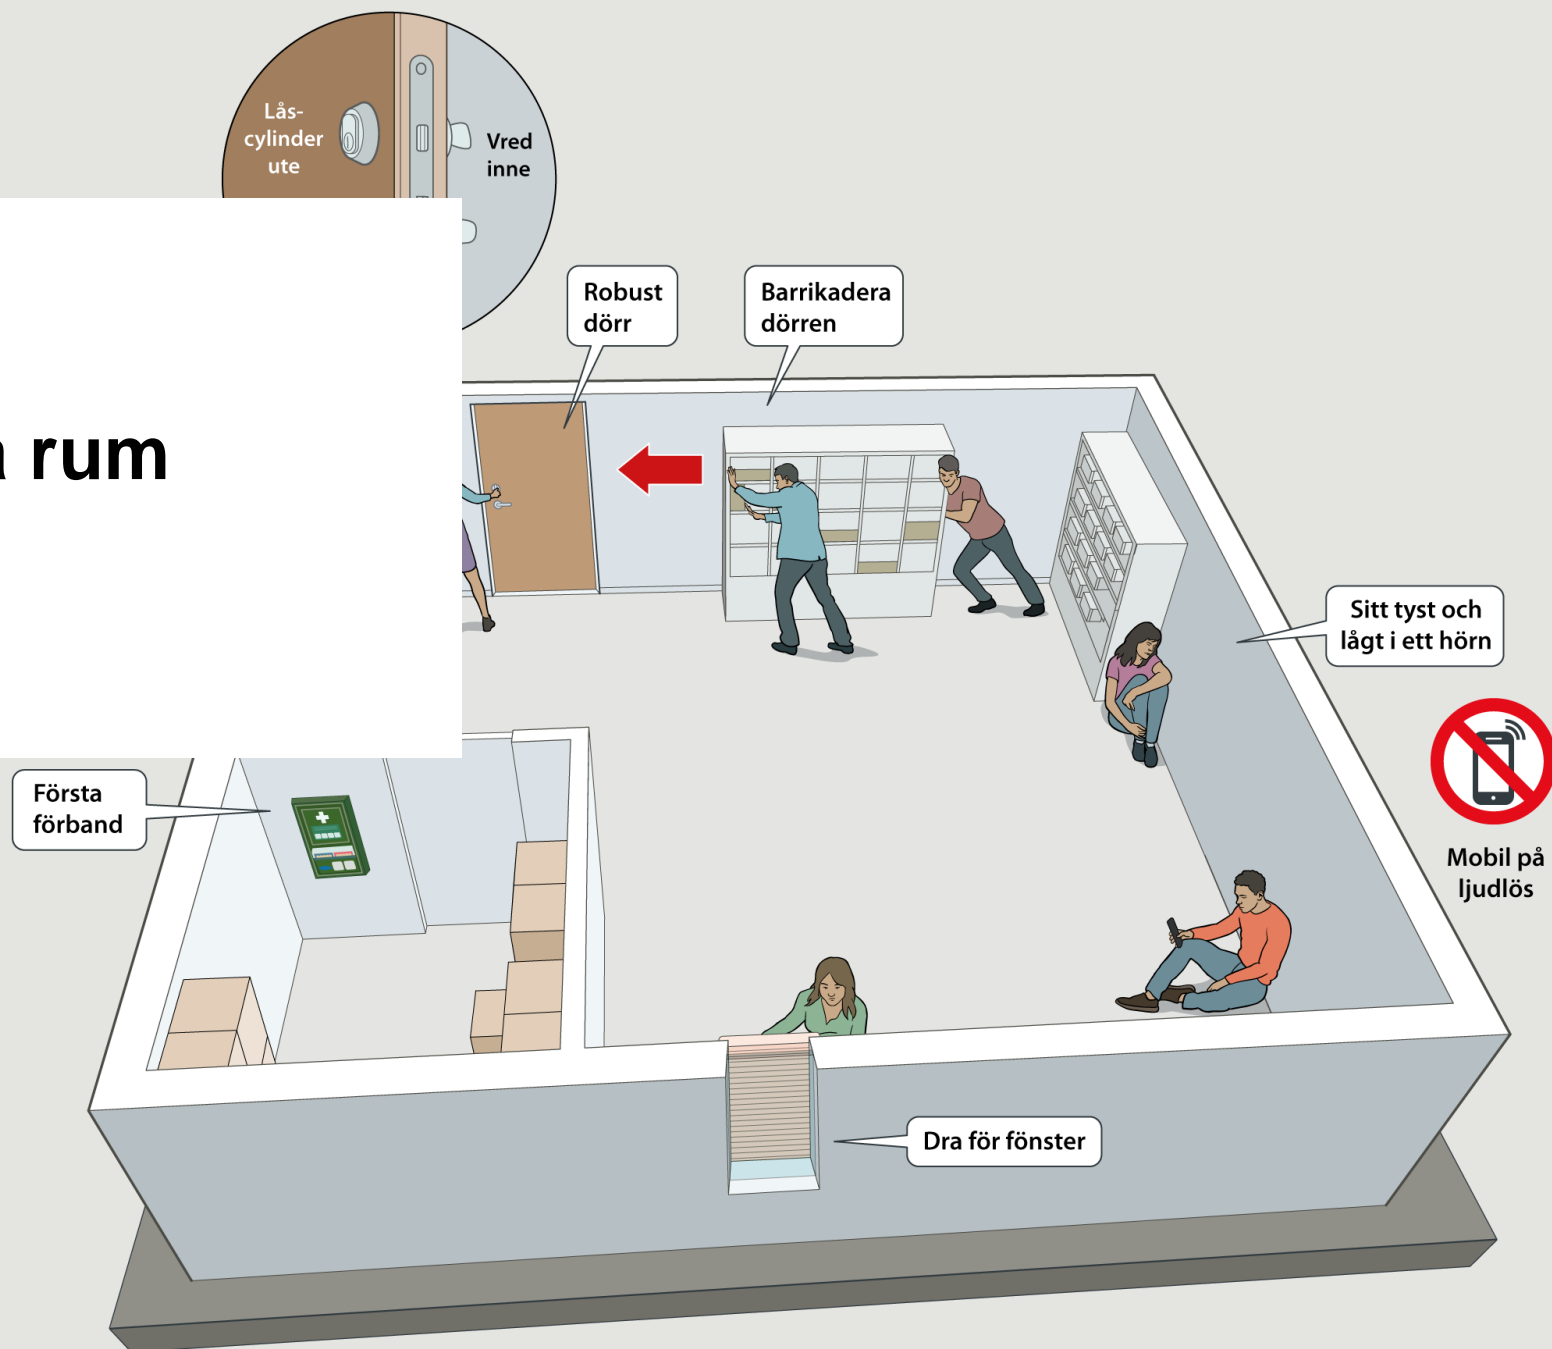 Lås-
cylinder
ute
Vred
inne
Robust
dörr
Barrikadera
dörren
rum
Sitt tyst och
lågt i ett hörn
Första
förband
Mobil på
ljudlös
Dra för fönster